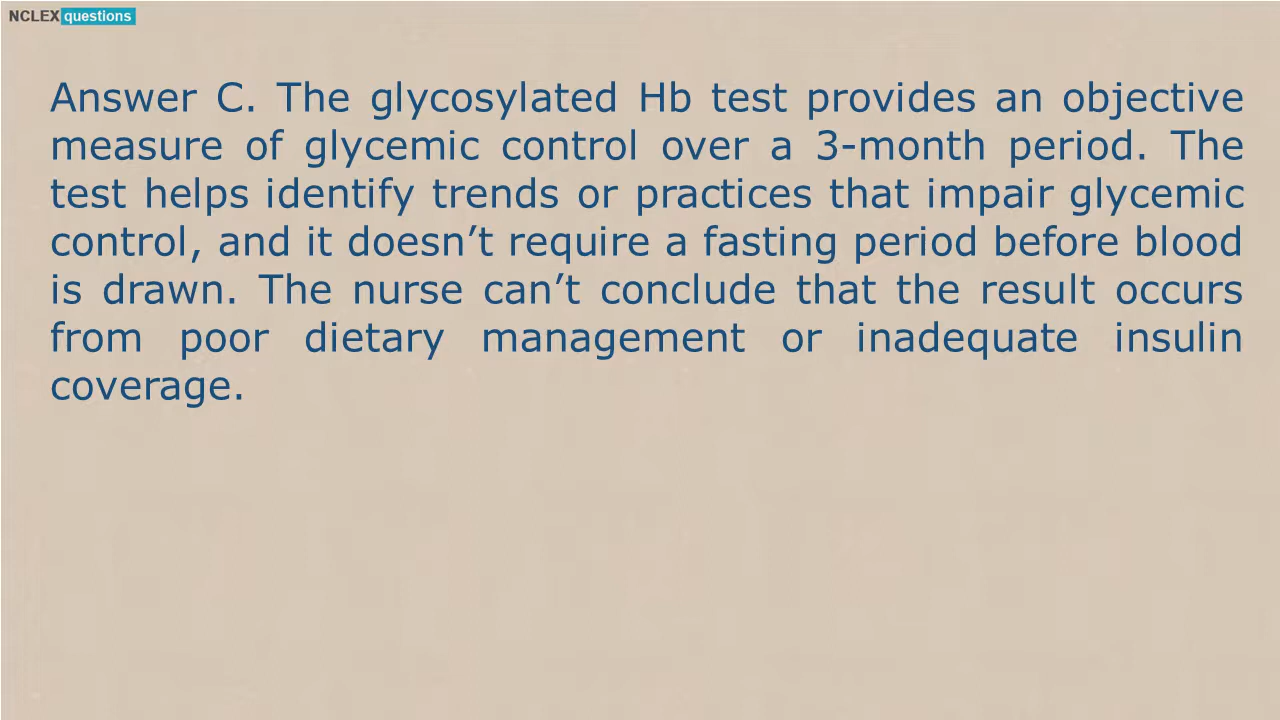 NCLEX questions
Answer C. The glycosylated Hb test provides an objective
measure of glycemic control over a 3-month period. The
test helps identify trends or practices that impair glycemic
control, and it doesn’t require a fasting period before blood
is drawn. The nurse can’t conclude that the result occurs
from poor dietary management or inadequate insulin
coverage.